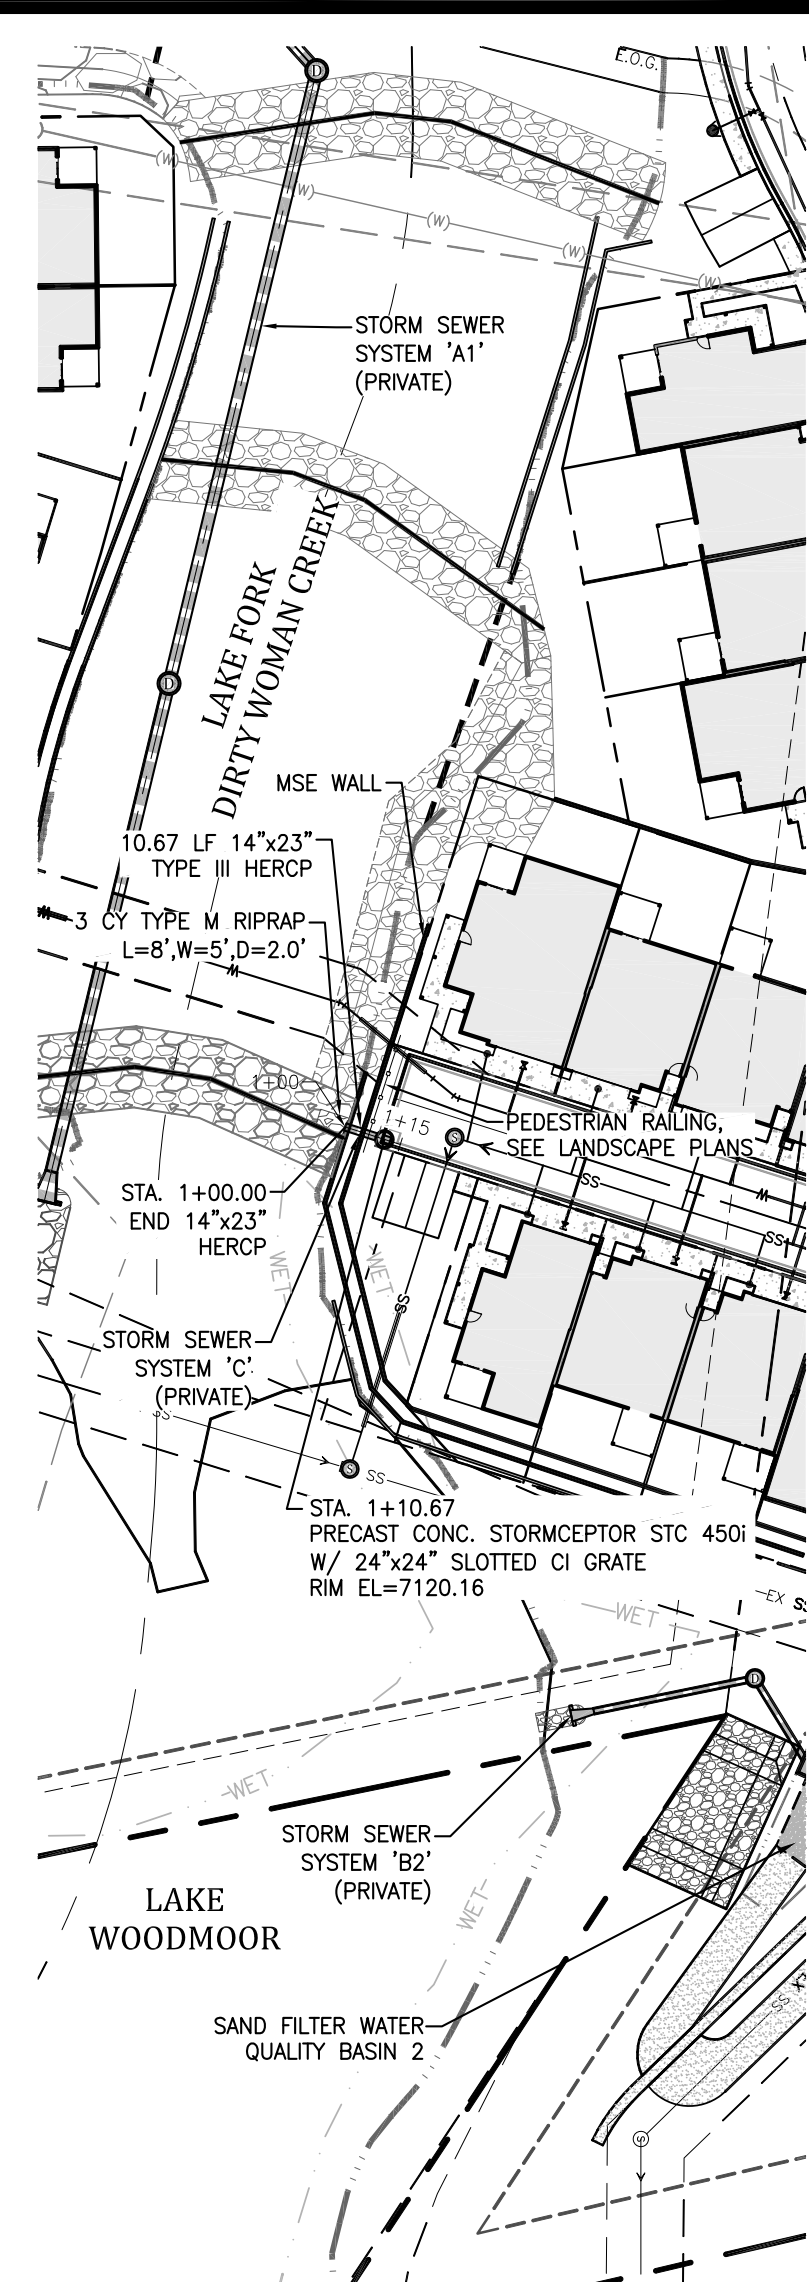 E.O.G.
(W)
(W)
(W)
(W)
(W)
D
STORM SEWER
SYSTEM 'A1'
(PRIVATE)
LAKE FORK
DIRTY WOMAN CREEK
D
MSE WALL
10.67 LF 14"x23"
TYPE III HERCP
3 CY TYPE M RIPRAP
L=8',W=5',D=2.0'
1+00
1+15
D
S
PEDESTRIAN RAILING,
SEE LANDSCAPE PLANS
SS
SS
STA. 1+00.00
END 14"x23"
HERCP
WET
WET
SS
STORM SEWER
SYSTEM 'C'
(PRIVATE)
SS
S
SS
STA. 1+10.67
PRECAST CONC. STORMCEPTOR STC 450i
W/ 24"x24" SLOTTED CI GRATE
RIM EL=7120.16
EX SS
WET
D
WET
STORM SEWER
SYSTEM 'B2'
(PRIVATE)
WET
LAKE
WOODMOOR
SS
SAND FILTER WATER
QUALITY BASIN 2
S